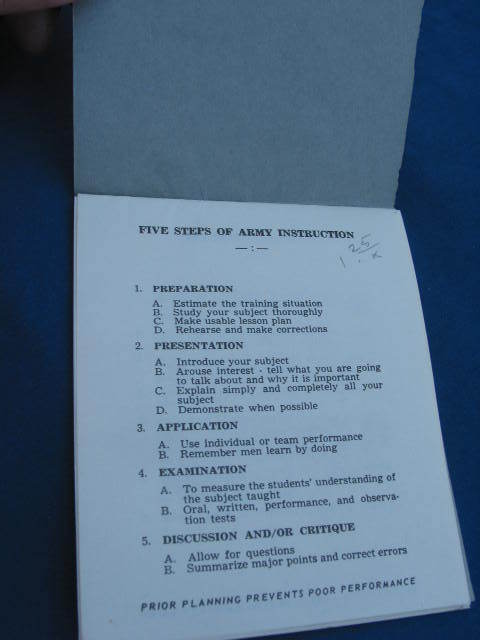 FIVE STEPS OF ARMY INSTRUCTION
— : —
25
1. PREPARATION
A. Estimate the training situation
B. Study your subject thoroughly
C. Make usable lesson plan
D. Rehearse and make corrections
2. PRESENTATION
A. Introduce your subject
B. Arouse interest - tell what you are going
to talk about and why it is important
C. Explain simply and completely all your
subject
D. Demonstrate when possible
3. APPLICATION
A. Use individual or team performance
B. Remember men learn by doing
4. EXAMINATION
A. To measure the students' understanding of
the subject taught
B. Oral, written, performance, and observa-
tion tests
5. DISCUSSION AND/OR CRITIQUE
A. Allow for questions
B. Summarize major points and correct errors
PRIOR PLANNING PREVENTS POOR PERFORMANCE